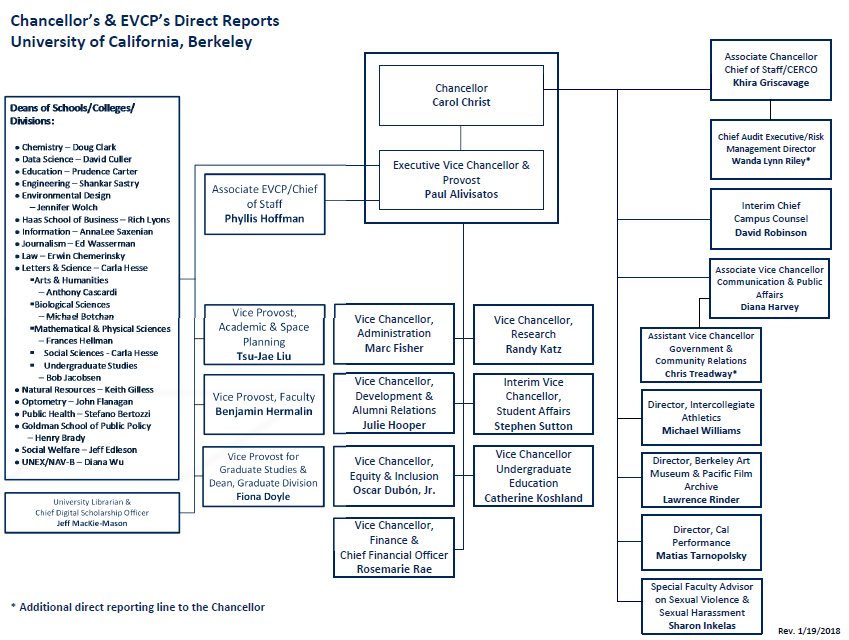 Chancellor's & EVCP's Direct Reports
University of California, Berkeley
Deans of Schools/Colleges/
Divisions:
● Chemistry – Doug Clark
● Data Science – David Culler
● Education – Prudence Carter
● Engineering – Shankar Sastry
● Environmental Design
– Jennifer Wolch
● Haas School of Business – Rich Lyons
● Information – AnnaLee Saxenian
● Journalism – Ed Wasserman
● Law – Erwin Chemerinsky
● Letters & Science – Carla Hesse
▪Arts & Humanities
– Anthony Cascardi
▪Biological Sciences
– Michael Botchan
▪Mathematical & Physical Sciences
– Frances Hellman
▪ Social Sciences - Carla Hesse
▪ Undergraduate Studies
– Bob Jacobsen
● Natural Resources – Keith Gilless
● Optometry – John Flanagan
● Public Health – Stefano Bertozzi
● Goldman School of Public Policy
– Henry Brady
● Social Welfare – Jeff Edleson
● UNEX/NAV-B – Diana Wu
University Librarian &
Chief Digital Scholarship Officer
Jeff MacKie-Mason
Chancellor
Carol Christ
Executive Vice Chancellor &
Provost
Paul Alivisatos
Associate EVCP/Chief
of Staff
Phyllis Hoffman
Vice Provost,
Academic & Space
Planning
Tsu-Jae Liu
Vice Provost, Faculty
Benjamin Hermalin
Vice Provost for
Graduate Studies &
Dean, Graduate Division
Fiona Doyle
Vice Chancellor,
Administration
Marc Fisher
Vice Chancellor,
Development &
Alumni Relations
Julie Hooper
Vice Chancellor,
Equity & Inclusion
Oscar Dubón, Jr.
Vice Chancellor,
Finance &
Chief Financial Officer
Rosemarie Rae
Vice Chancellor,
Research
Randy Katz
Interim Vice
Chancellor,
Student Affairs
Stephen Sutton
Vice Chancellor
Undergraduate
Education
Catherine Koshland
Associate Chancellor
Chief of Staff/CERCO
Khira Griscavage
Chief Audit Executive/Risk
Management Director
Wanda Lynn Riley*
Interim Chief
Campus Counsel
David Robinson
Associate Vice Chancellor
Communication & Public
Affairs
Diana Harvey
Assistant Vice Chancellor
Government &
Community Relations
Chris Treadway*
Director, Intercollegiate
Athletics
Michael Williams
Director, Berkeley Art
Museum & Pacific Film
Archive
Lawrence Rinder
Director, Cal
Performance
Matias Tarnopolsky
Special Faculty Advisor
on Sexual Violence &
Sexual Harassment
Sharon Inkelas
* Additional direct reporting line to the Chancellor
Rev. 1/19/2018